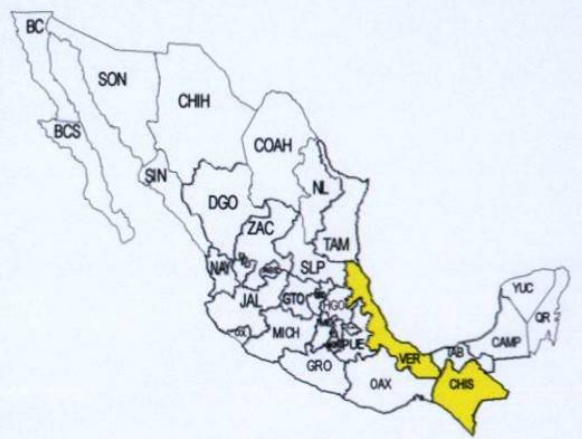 BC
SON
CHIH
BCS
COAH
SIN
NL
DGO
ZAC
TAM
NAY
SLP
JAL
GTO
HGO
YUC
QR
MICH
PUE
CAMP
VER
TAB
GRO
OAX
CHIS